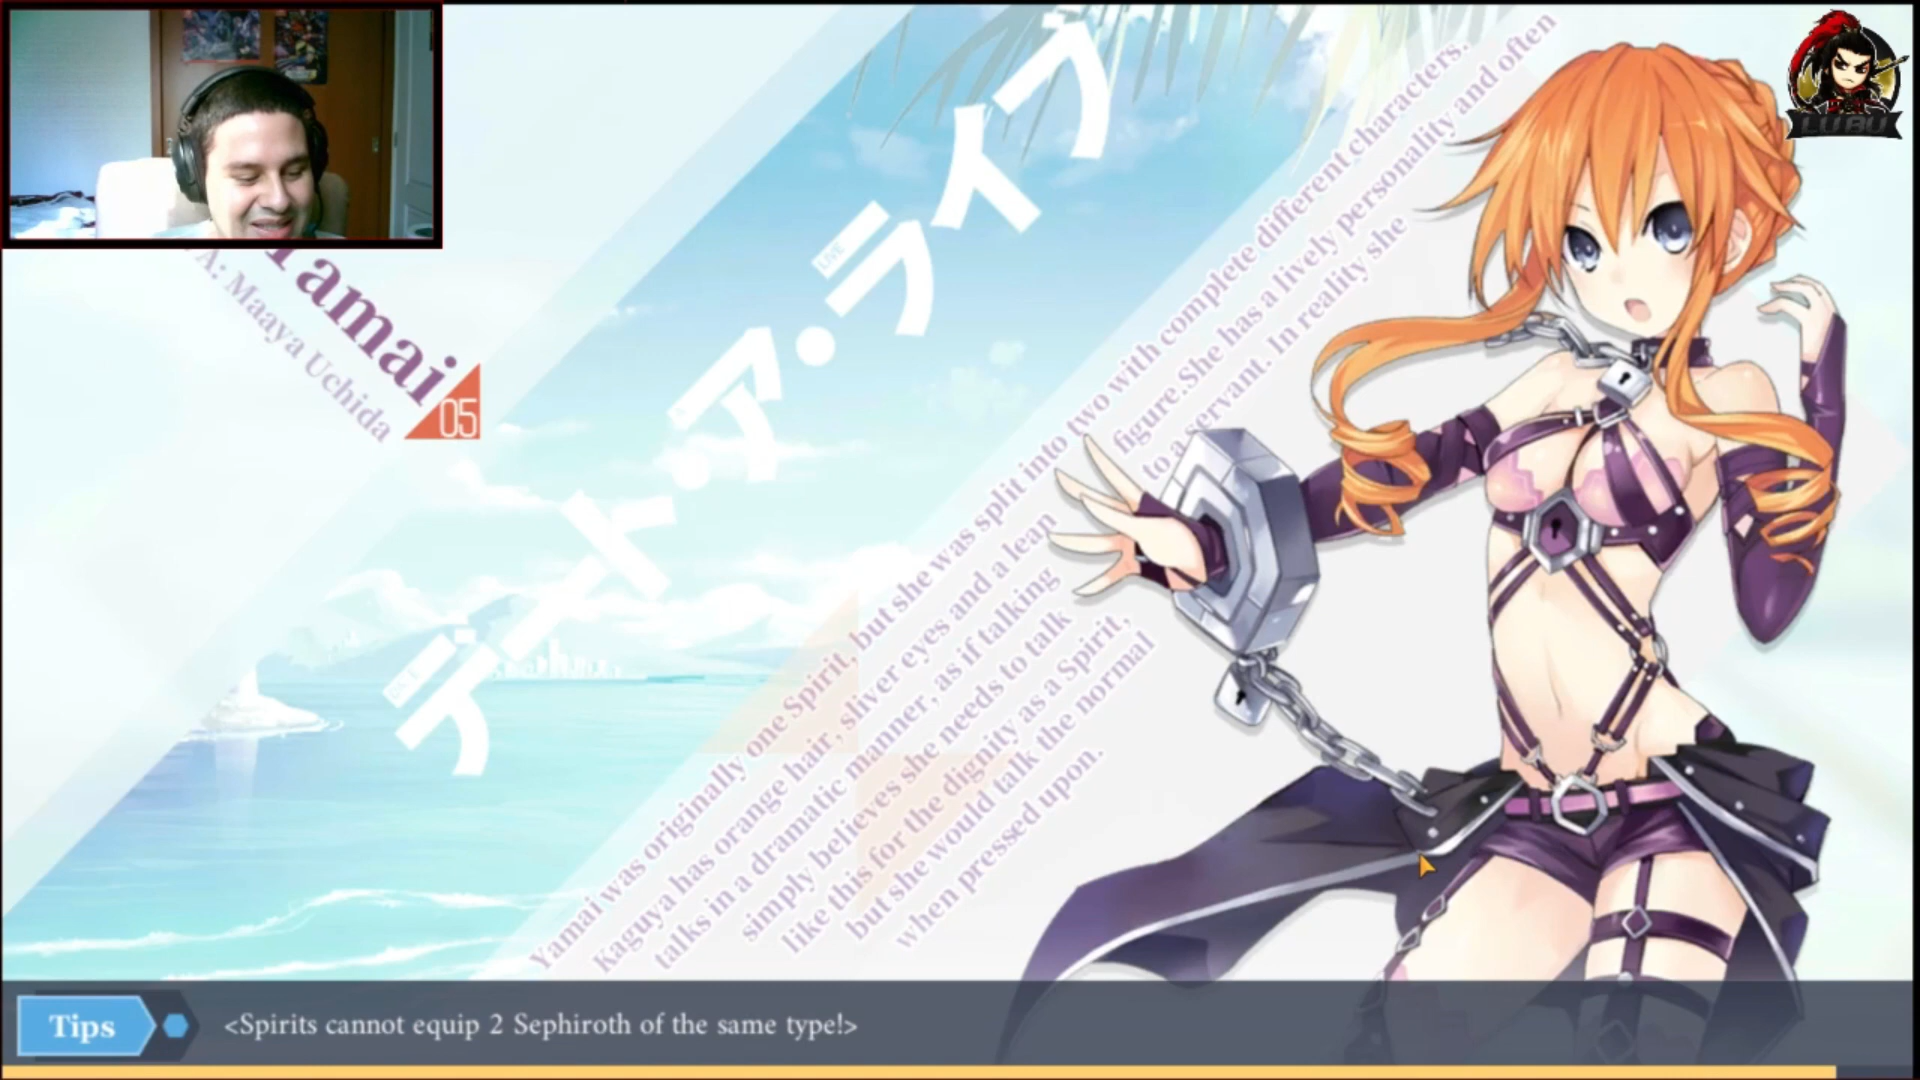 LU BU
Yamai
A: Maaya Uchida
05
デート・ア・ライブ
LIVE
Yamai was originally one Spirit, but she was split into two with complete different characters.
Kaguya has orange hair, sliver eyes and a lean figure.She has a lively personality and often
talks in a dramatic manner, as if talking to a servant. In reality she
simply believes she needs to talk
like this for the dignity as a Spirit,
but she would talk the normal
when pressed upon.
Tips
<Spirits cannot equip 2 Sephiroth of the same type!>